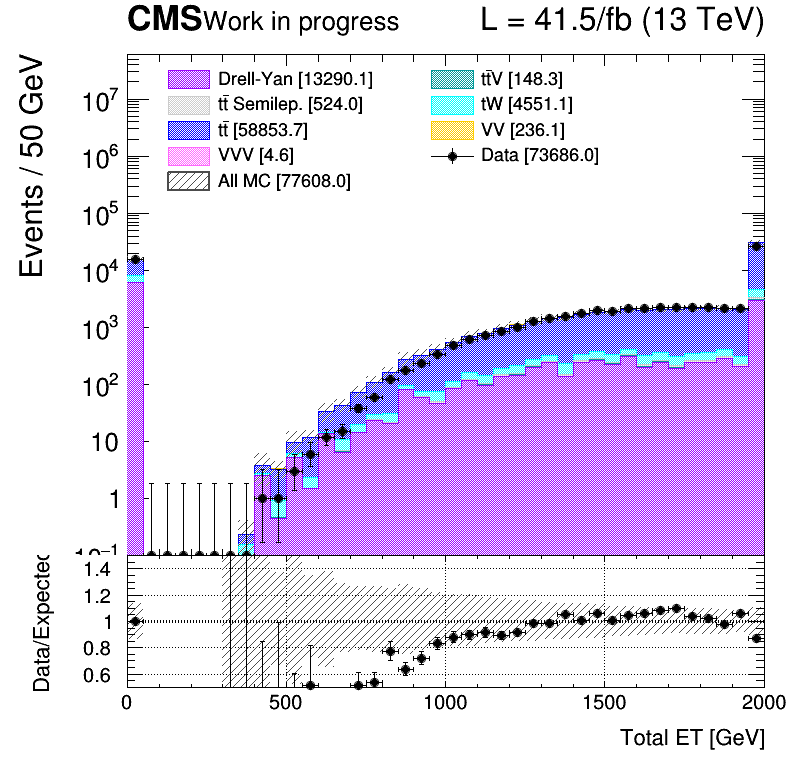 CMS Work in progress L = 41.5/fb (13 TeV)
Events / 50 GeV
Drell-Yan [13290.1]
tt̄ Semilep. [524.0]
tt̄ [58853.7]
VVV [4.6]
All MC [77608.0]
tt̄V [148.3]
tW [4551.1]
VV [236.1]
Data [73686.0]
10⁷
10⁶
10⁵
10⁴
10³
10²
10
1
10⁻¹
Data/Expected
1.4
1.2
1
0.8
0.6
0 500 1000 1500 2000
Total ET [GeV]